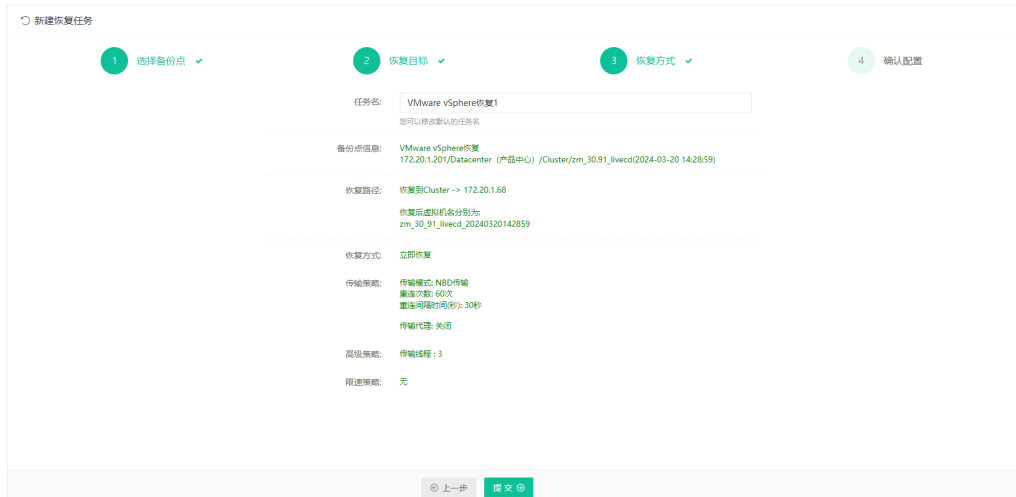 新建恢复任务
1 选择备份点 2 恢复目标 3 恢复方式 4 确认配置
任务名: VMware vSphere恢复1
您可以修改默认的任务名
备份点信息: VMware vSphere恢复
172.20.1.201/Datacenter（产品中心）/Cluster/zm_30.91_livecd(2024-03-20 14:28:59)
恢复路径: 恢复到Cluster -> 172.20.1.68
恢复后虚拟机名分别为:
zm_30_91_livecd_20240320142859
恢复方式: 立即恢复
传输策略: 传输模式: NBD传输
重连次数: 60次
重连间隔时间(秒): 30秒
传输代理: 关闭
高级策略: 传输线程 : 3
限速策略: 无
上一步 提交